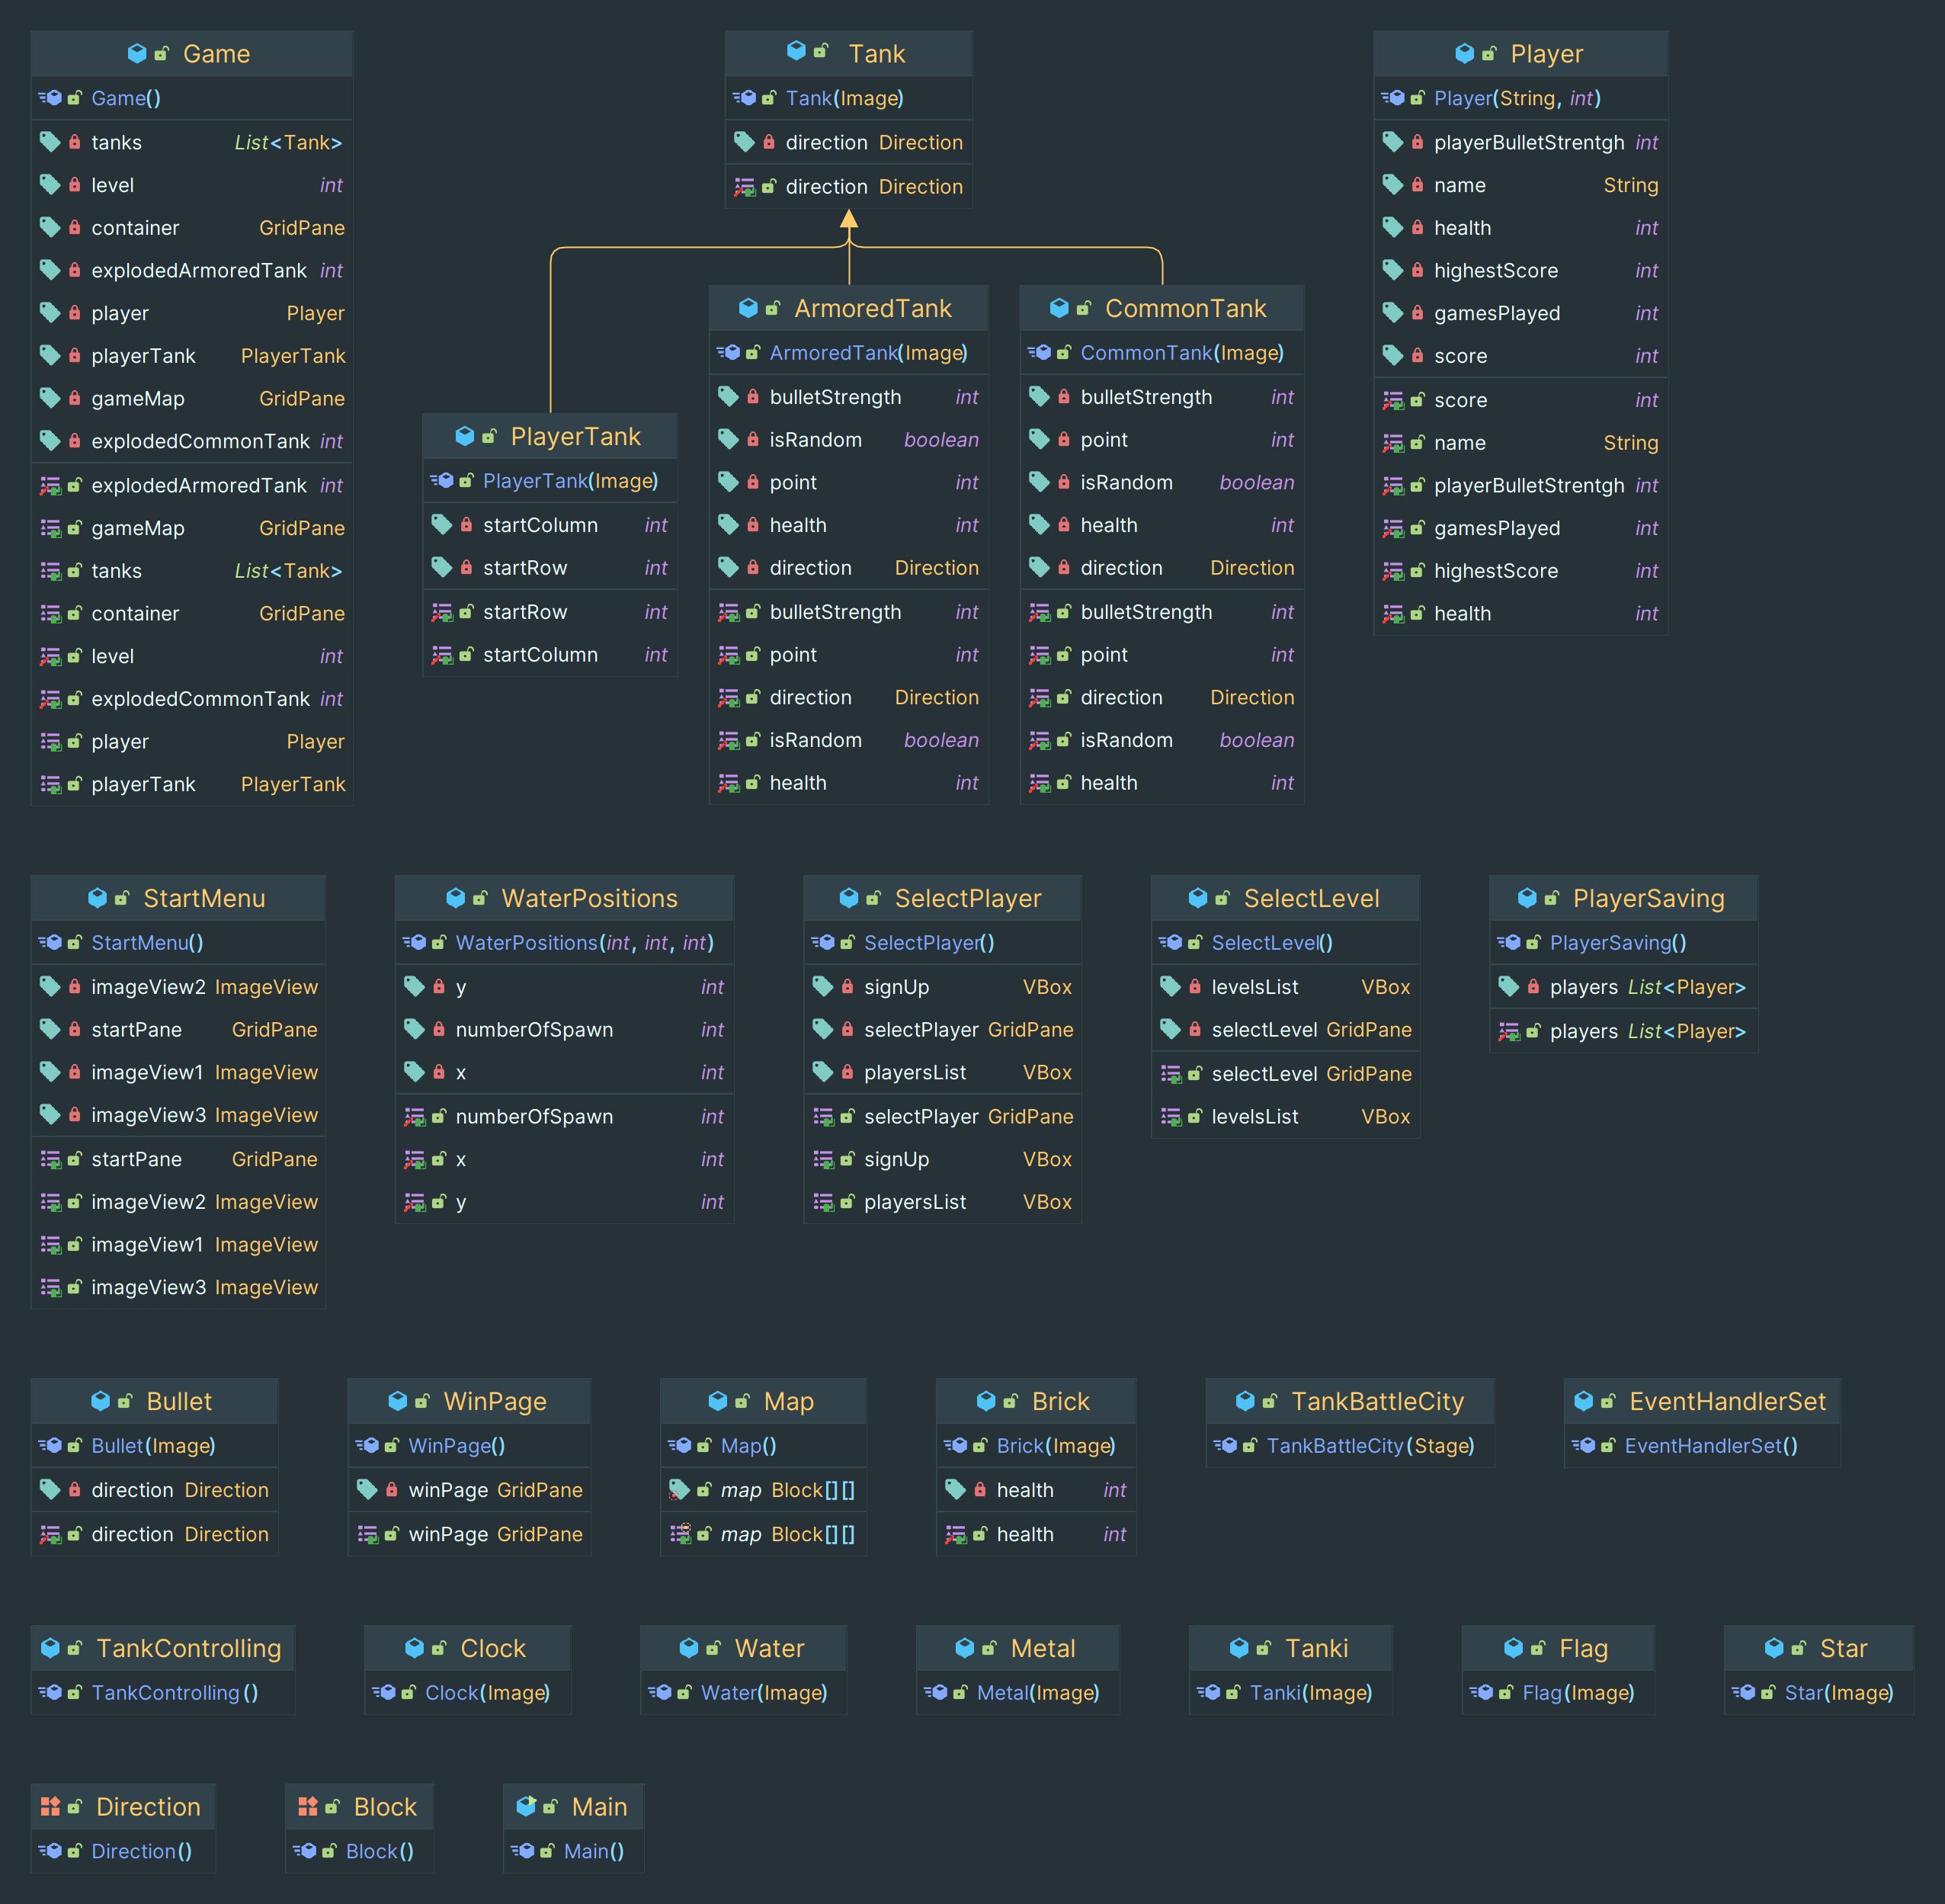 Game
Game()
tanks List<Tank>
level int
container GridPane
explodedArmoredTank int
player Player
playerTank PlayerTank
gameMap GridPane
explodedCommonTank int
explodedArmoredTank int
gameMap GridPane
tanks List<Tank>
container GridPane
level int
explodedCommonTank int
player Player
playerTank PlayerTank
Tank
Tank(Image)
direction Direction
direction Direction
Player
Player(String, int)
playerBulletStrentgh int
name String
health int
highestScore int
gamesPlayed int
score int
score int
name String
playerBulletStrentgh int
gamesPlayed int
highestScore int
health int
PlayerTank
PlayerTank(Image)
startColumn int
startRow int
startRow int
startColumn int
ArmoredTank
ArmoredTank(Image)
bulletStrength int
isRandom boolean
point int
health int
direction Direction
bulletStrength int
point int
direction Direction
isRandom boolean
health int
CommonTank
CommonTank(Image)
bulletStrength int
point int
isRandom boolean
health int
direction Direction
bulletStrength int
point int
direction Direction
isRandom boolean
health int
StartMenu
StartMenu()
imageView2 ImageView
startPane GridPane
imageView1 ImageView
imageView3 ImageView
startPane GridPane
imageView2 ImageView
imageView1 ImageView
imageView3 ImageView
WaterPositions
WaterPositions(int, int, int)
y int
numberOfSpawn int
x int
numberOfSpawn int
x int
y int
SelectPlayer
SelectPlayer()
signUp VBox
selectPlayer GridPane
playersList VBox
selectPlayer GridPane
signUp VBox
playersList VBox
SelectLevel
SelectLevel()
levelsList VBox
selectLevel GridPane
selectLevel GridPane
levelsList VBox
PlayerSaving
PlayerSaving()
players List<Player>
players List<Player>
Bullet
Bullet(Image)
direction Direction
direction Direction
WinPage
WinPage()
winPage GridPane
winPage GridPane
Map
Map()
map Block[][]
map Block[][]
Brick
Brick(Image)
health int
health int
TankBattleCity
TankBattleCity(Stage)
EventHandlerSet
EventHandlerSet()
TankControlling
TankControlling()
Clock
Clock(Image)
Water
Water(Image)
Metal
Metal(Image)
Tanki
Tanki(Image)
Flag
Flag(Image)
Star
Star(Image)
Direction
Direction()
Block
Block()
Main
Main()